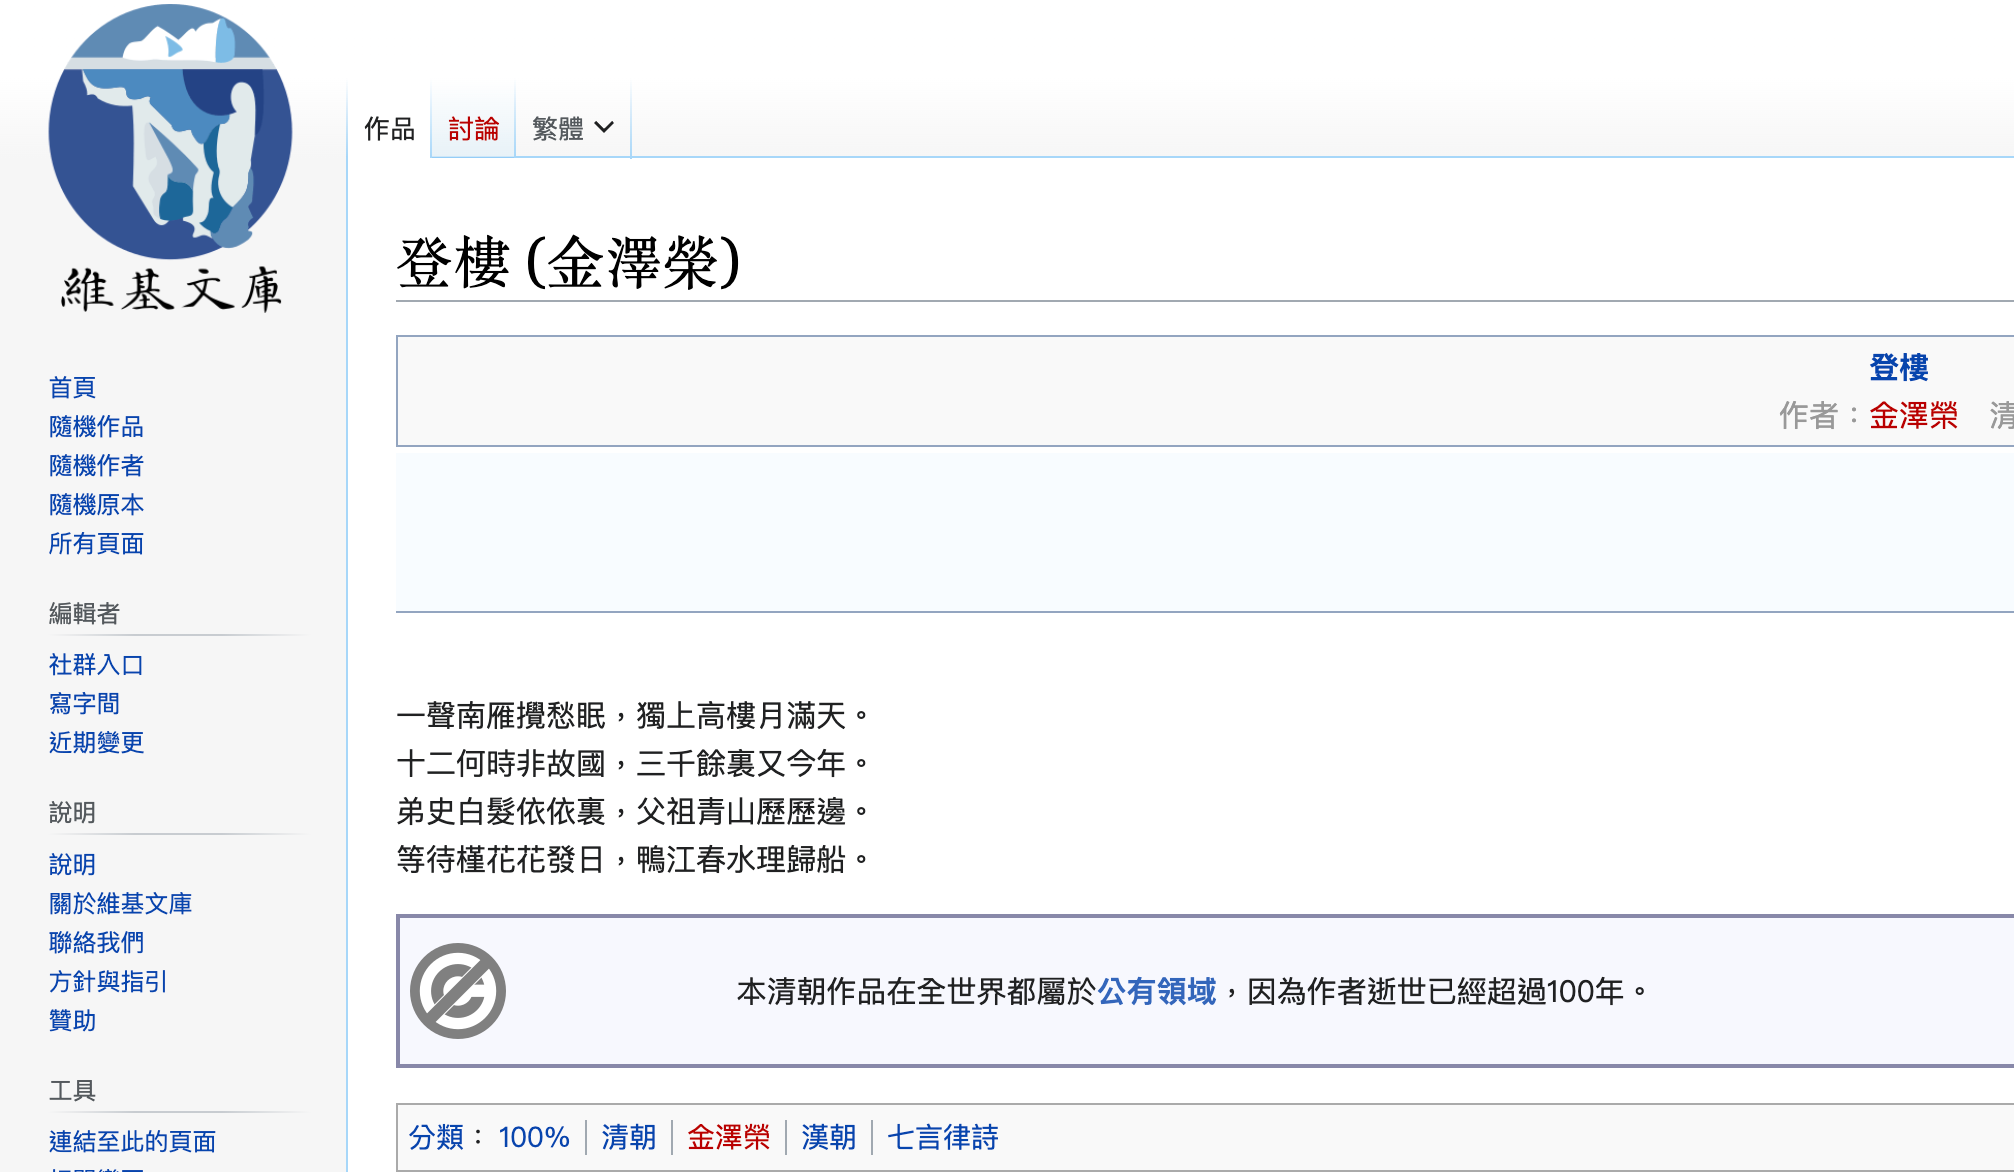 維基文庫
作品
討論
繁體
登樓 (金澤榮)
登樓
作者：金澤榮 清
首頁
隨機作品
隨機作者
隨機原本
所有頁面
編輯者
社群入口
寫字間
近期變更
說明
說明
關於維基文庫
聯絡我們
方針與指引
贊助
工具
連結至此的頁面
一聲南雁攪愁眠，獨上高樓月滿天。
十二何時非故國，三千餘裏又今年。
弟史白髮依依裏，父祖青山歷歷邊。
等待槿花花發日，鴨江春水理歸船。
本清朝作品在全世界都屬於公有領域，因為作者逝世已經超過100年。
分類： 100% | 清朝 | 金澤榮 | 漢朝 | 七言律詩